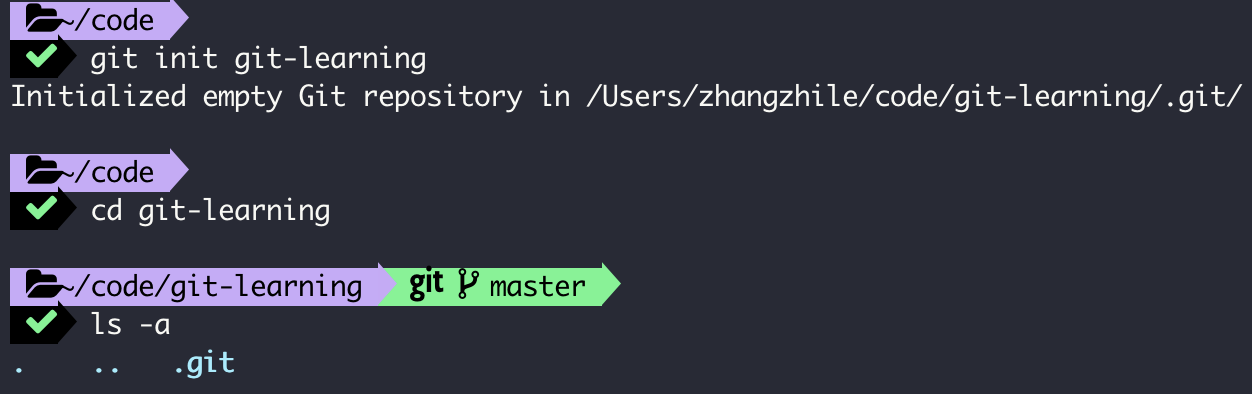 ~/code
git init git-learning
Initialized empty Git repository in /Users/zhangzhile/code/git-learning/.git/
~/code
cd git-learning
~/code/git-learning git master
ls -a
. .. .git